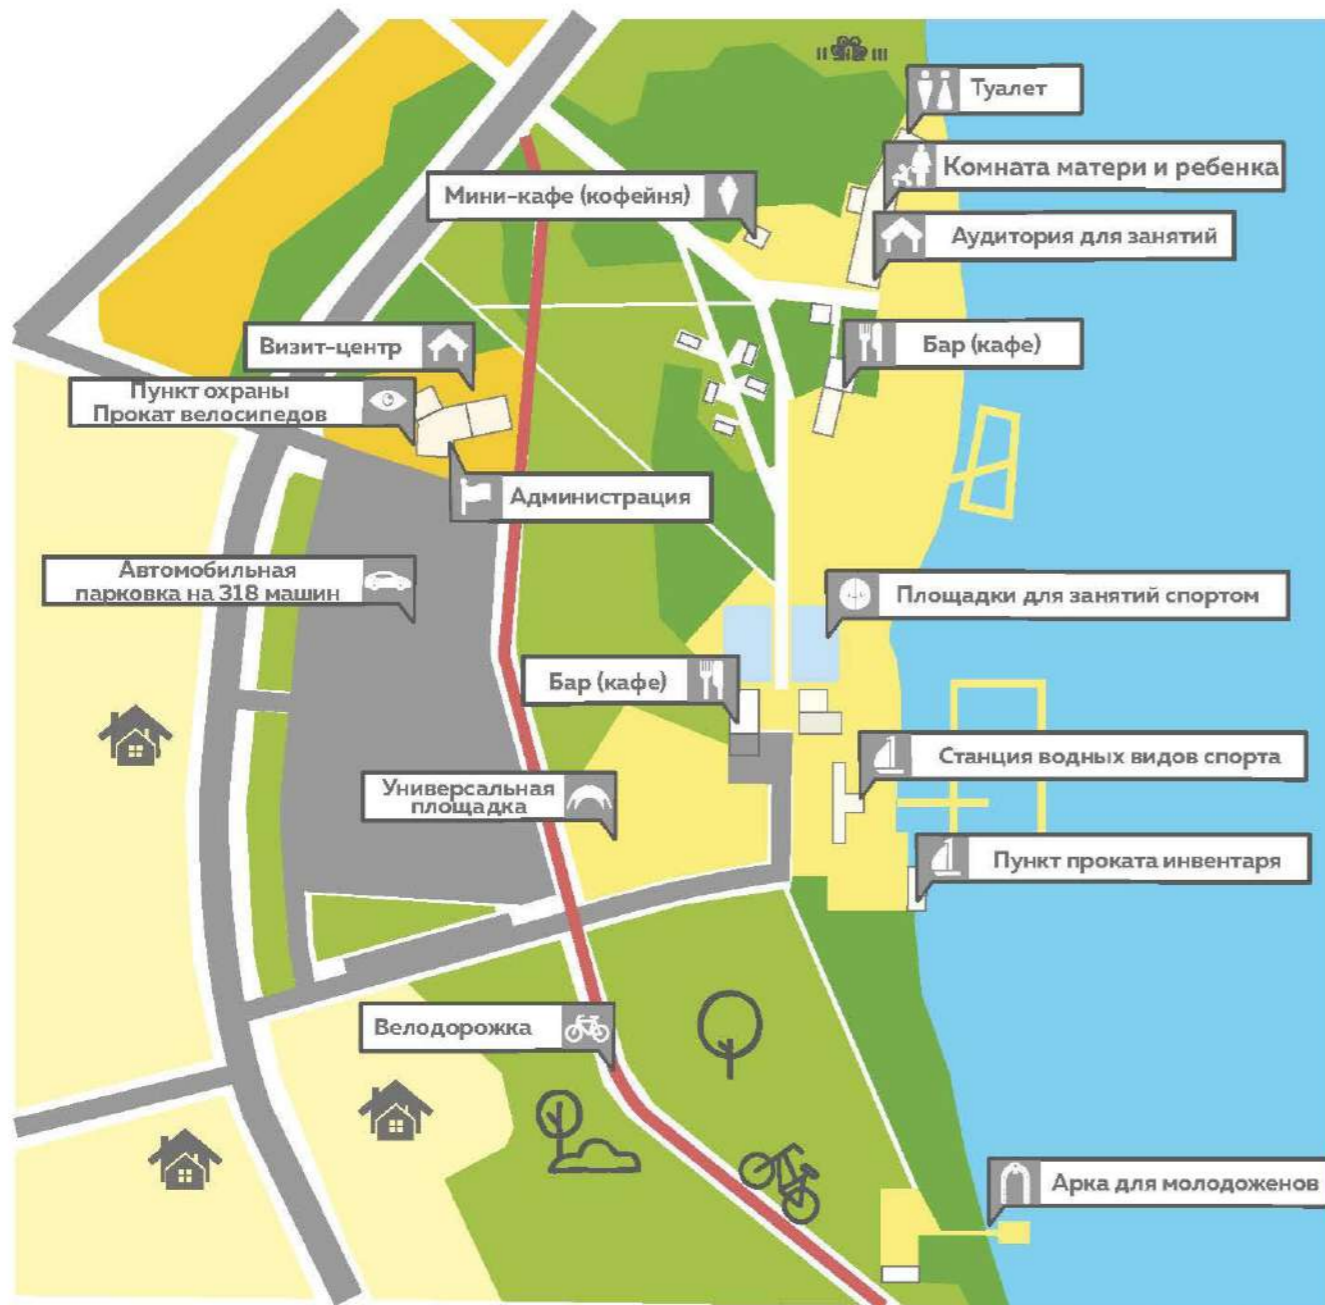 Туалет
Комната матери и ребенка
Мини-кафе (кофейня)
Аудитория для занятий
Визит-центр
Бар (кафе)
Пункт охраны
Прокат велосипедов
Администрация
Автомобильная
парковка на 318 машин
Площадки для занятий спортом
Бар (кафе)
Станция водных видов спорта
Универсальная
площадка
Пункт проката инвентаря
Велодорожка
Арка для молодоженов